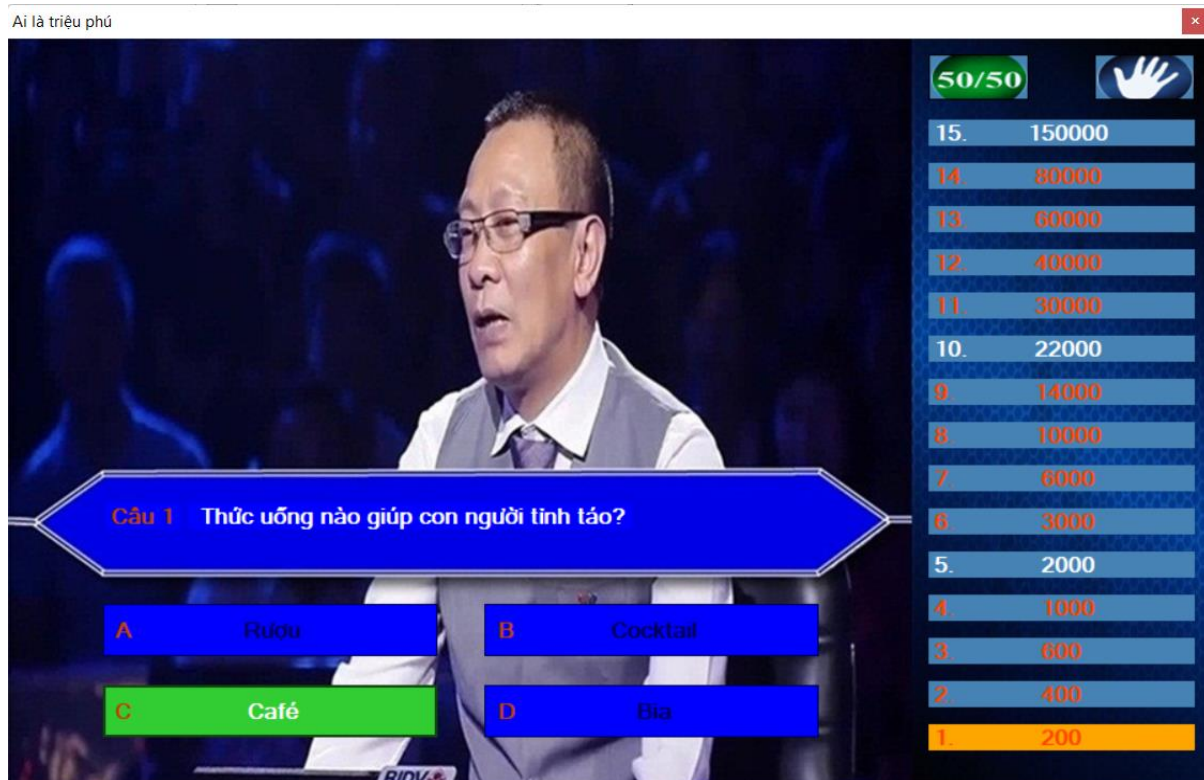 Ai là triệu phú
50/50
15. 150000
14. 80000
13. 60000
12. 40000
11. 30000
10. 22000
9. 14000
8. 10000
7. 6000
6. 3000
5. 2000
4. 1000
3. 600
2. 400
1. 200
Câu 1 Thức uống nào giúp con người tỉnh táo?
A Rượu
B Cocktail
C Café
D Bia
BIDV